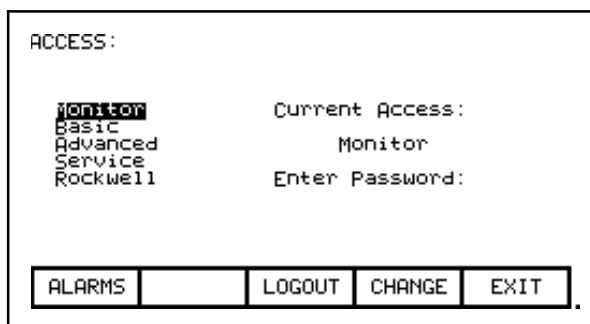 ACCESS:
Monitor
Basic
Advanced
Service
Rockwell
Current Access:
Monitor
Enter Password:
ALARMS LOGOUT CHANGE EXIT